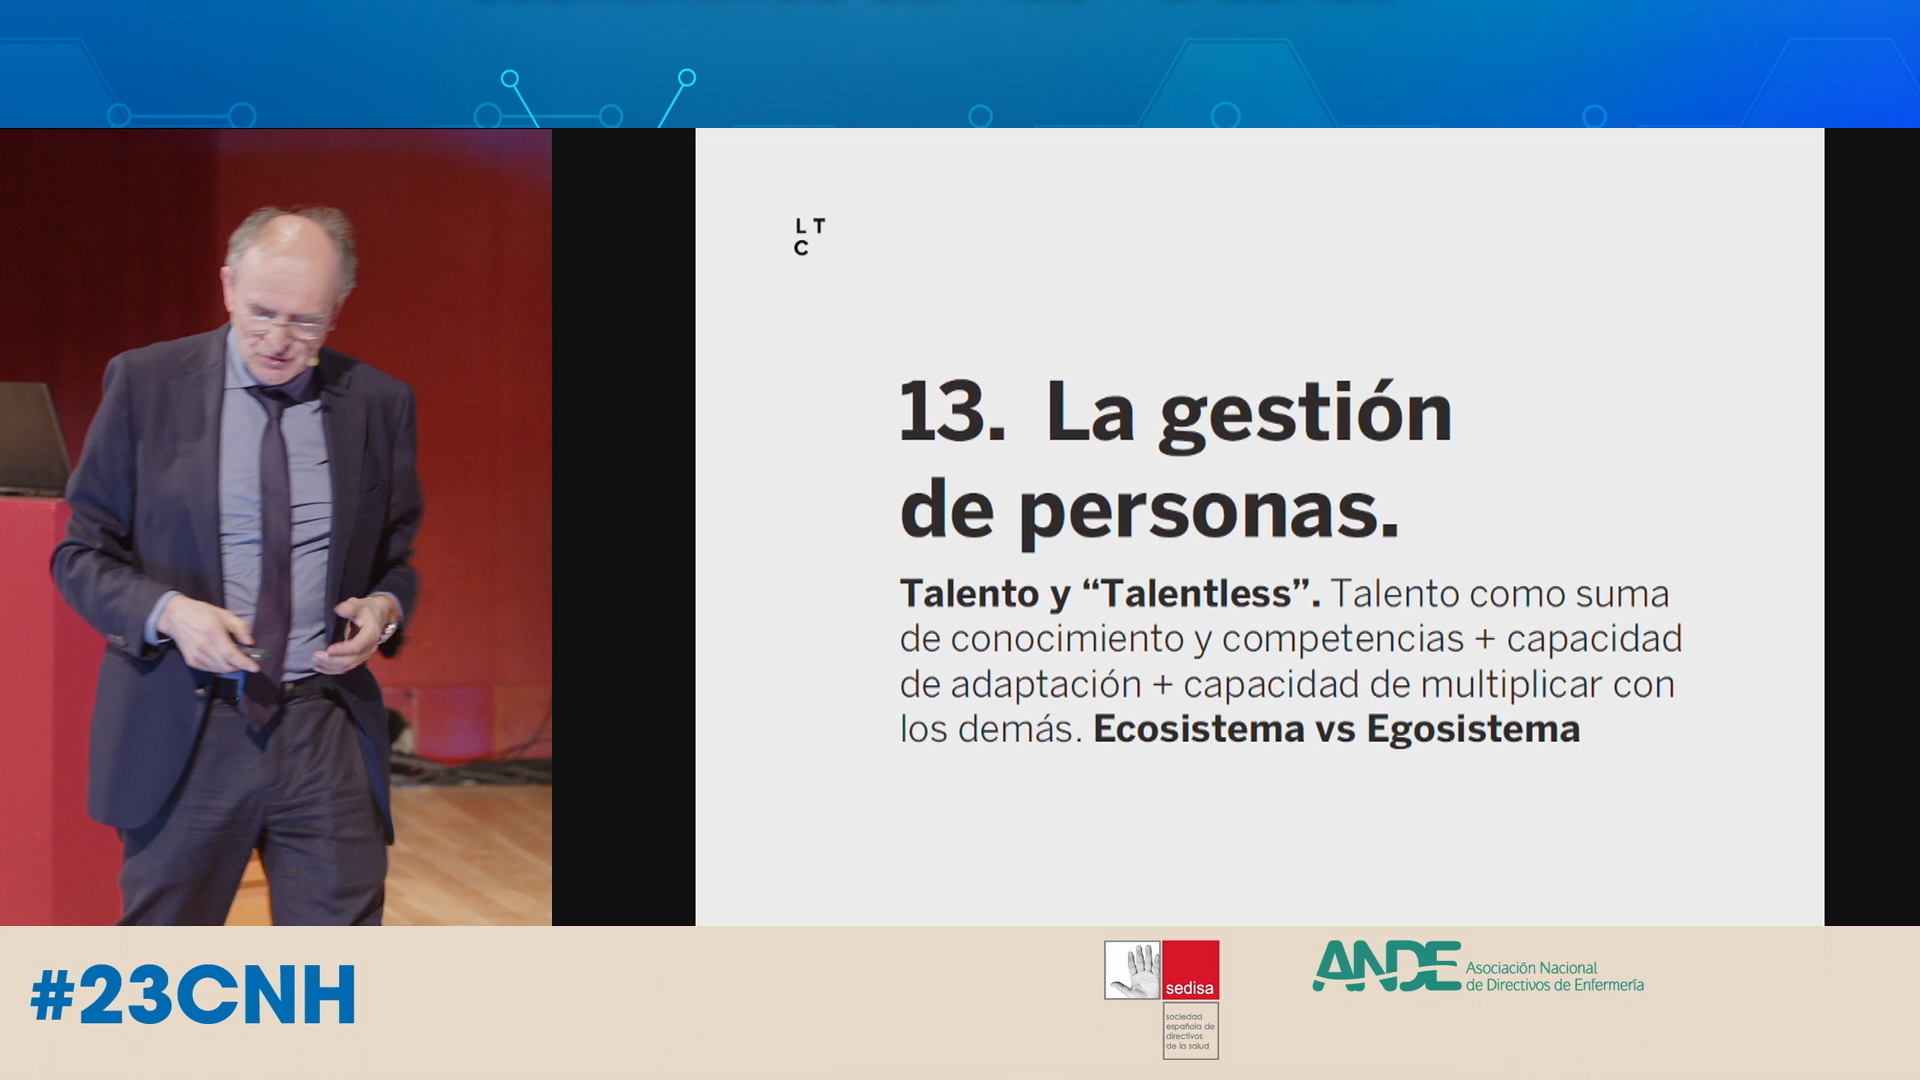 L T
C
13. La gestión
de personas.
Talento y “Talentless”. Talento como suma
de conocimiento y competencias + capacidad
de adaptación + capacidad de multiplicar con
los demás. Ecosistema vs Egosistema
#23CNH
sedisa
sociedad
española de
directivos
de la salud
ANDE
Asociación Nacional
de Directivos de Enfermería